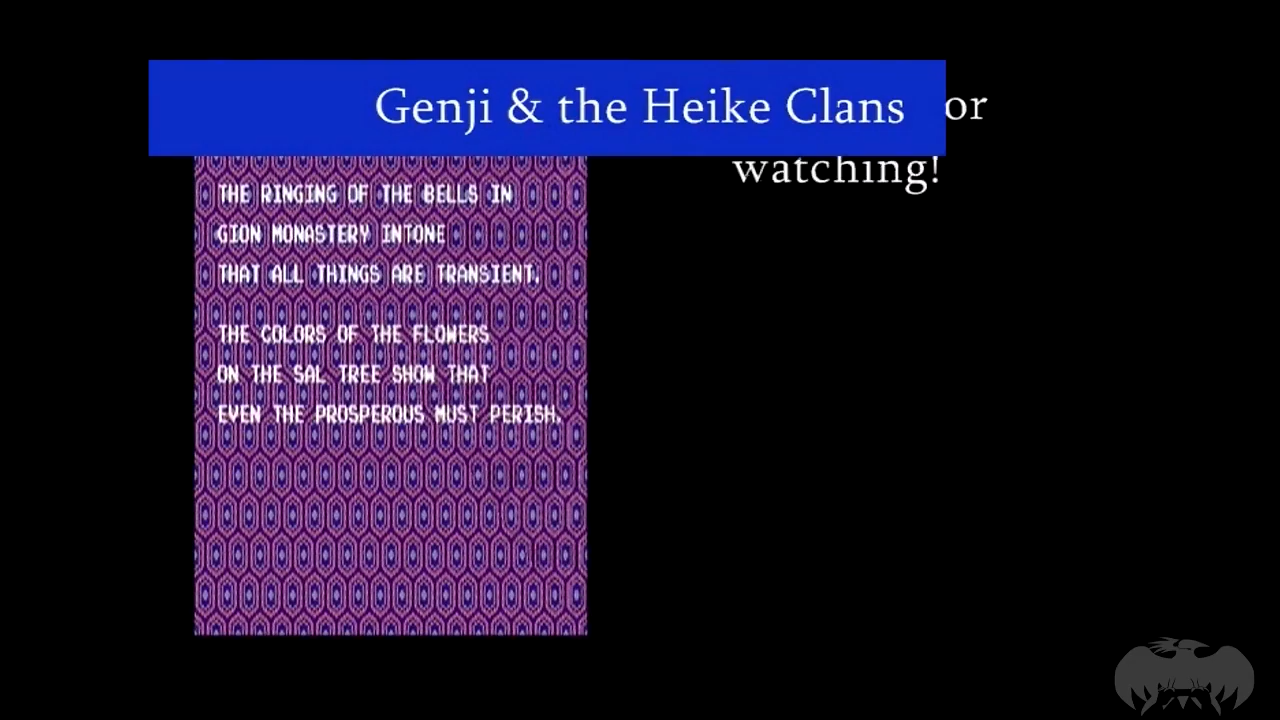 Genji & the Heike Clans
or
watching!
THE RINGING OF THE BELLS IN
GION MONASTERY INTONE
THAT ALL THINGS ARE TRANSIENT.
THE COLORS OF THE FLOWERS
ON THE SAL TREE SHOW THAT
EVEN THE PROSPEROUS MUST PERISH.